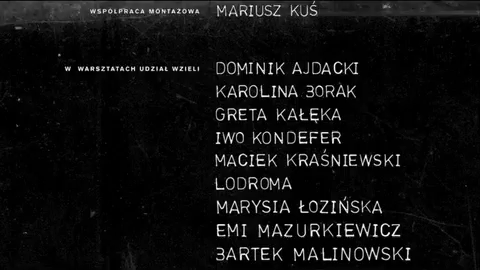 WSPÓŁPRACA MONTAŻOWA MARIUSZ KUŚ
W WARSZTATACH UDZIAŁ WZIELI DOMINIK AJDACKI
KAROLINA BORAK
GRETA KAŁĘKA
IWO KONDEFER
MACIEK KRAŚNIEWSKI
LODROMA
MARYSIA ŁOZIŃSKA
EMI MAZURKIEWICZ
BARTEK MALINOWSKI